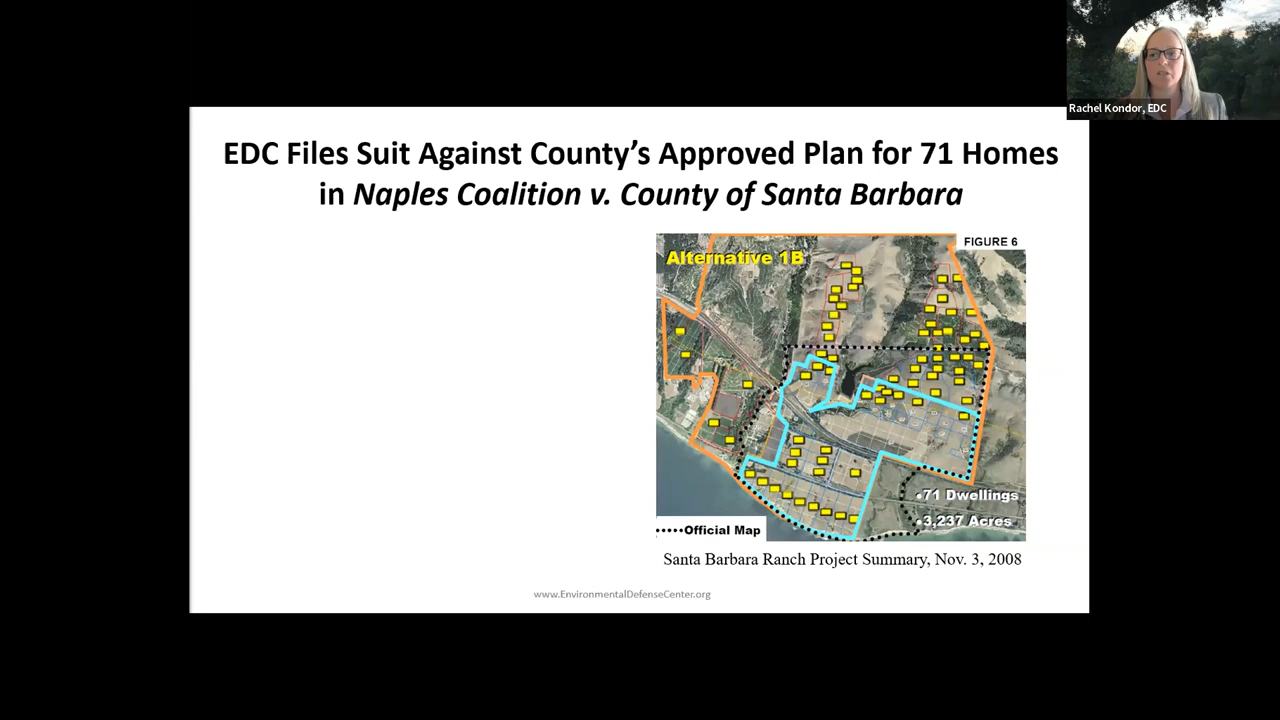 Rachel Kondor, EDC
EDC Files Suit Against County’s Approved Plan for 71 Homes
in Naples Coalition v. County of Santa Barbara
FIGURE 6
Alternative 1B
•71 Dwellings
•3,237 Acres
•••••Official Map
Santa Barbara Ranch Project Summary, Nov. 3, 2008
www.EnvironmentalDefenseCenter.org